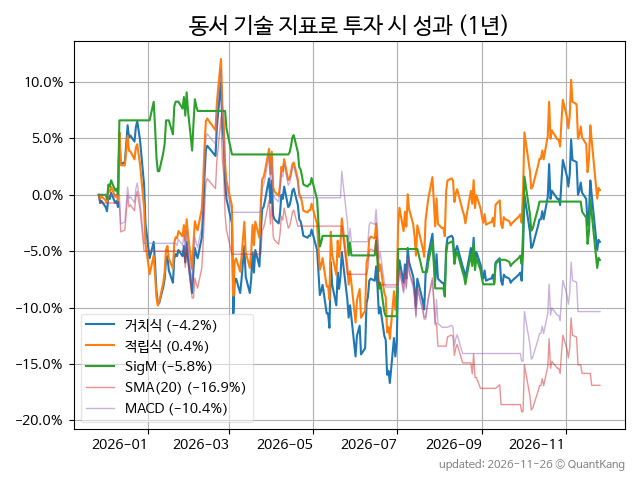 동서 기술 지표로 투자 시 성과 (1년)
10.0%
5.0%
0.0%
−5.0%
−10.0%
−15.0%
−20.0%
거치식 (−4.2%)
적립식 (0.4%)
SigM (−5.8%)
SMA(20) (−16.9%)
MACD (−10.4%)
2026−01 2026−03 2026−05 2026−07 2026−09 2026−11
updated: 2026−11−26 ⓒ QuantKang